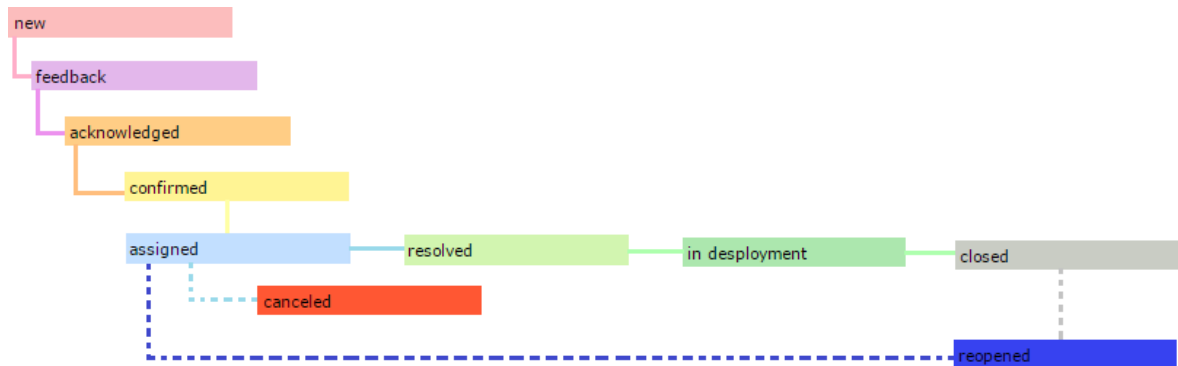 new
feedback
acknowledged
confirmed
assigned
resolved
in desployment
closed
canceled
reopened